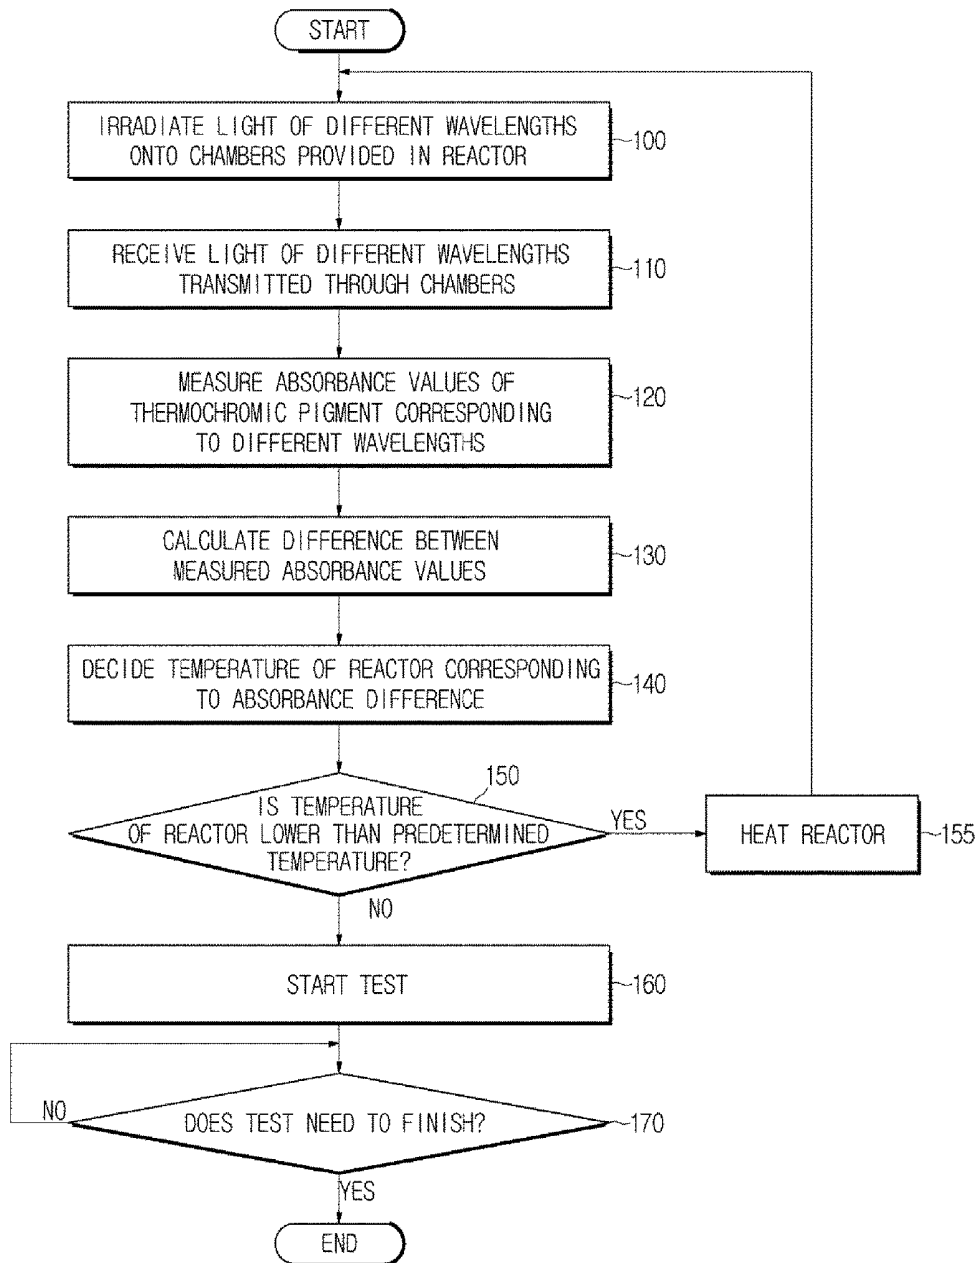 START
IRRADIATE LIGHT OF DIFFERENT WAVELENGTHS
ONTO CHAMBERS PROVIDED IN REACTOR
100
RECEIVE LIGHT OF DIFFERENT WAVELENGTHS
TRANSMITTED THROUGH CHAMBERS
110
MEASURE ABSORBANCE VALUES OF
THERMOCHROMIC PIGMENT CORRESPONDING
TO DIFFERENT WAVELENGTHS
120
CALCULATE DIFFERENCE BETWEEN
MEASURED ABSORBANCE VALUES
130
DECIDE TEMPERATURE OF REACTOR CORRESPONDING
TO ABSORBANCE DIFFERENCE
140
150
IS TEMPERATURE
OF REACTOR LOWER THAN PREDETERMINED
TEMPERATURE?
YES
HEAT REACTOR
155
NO
START TEST
160
NO
DOES TEST NEED TO FINISH?
170
YES
END